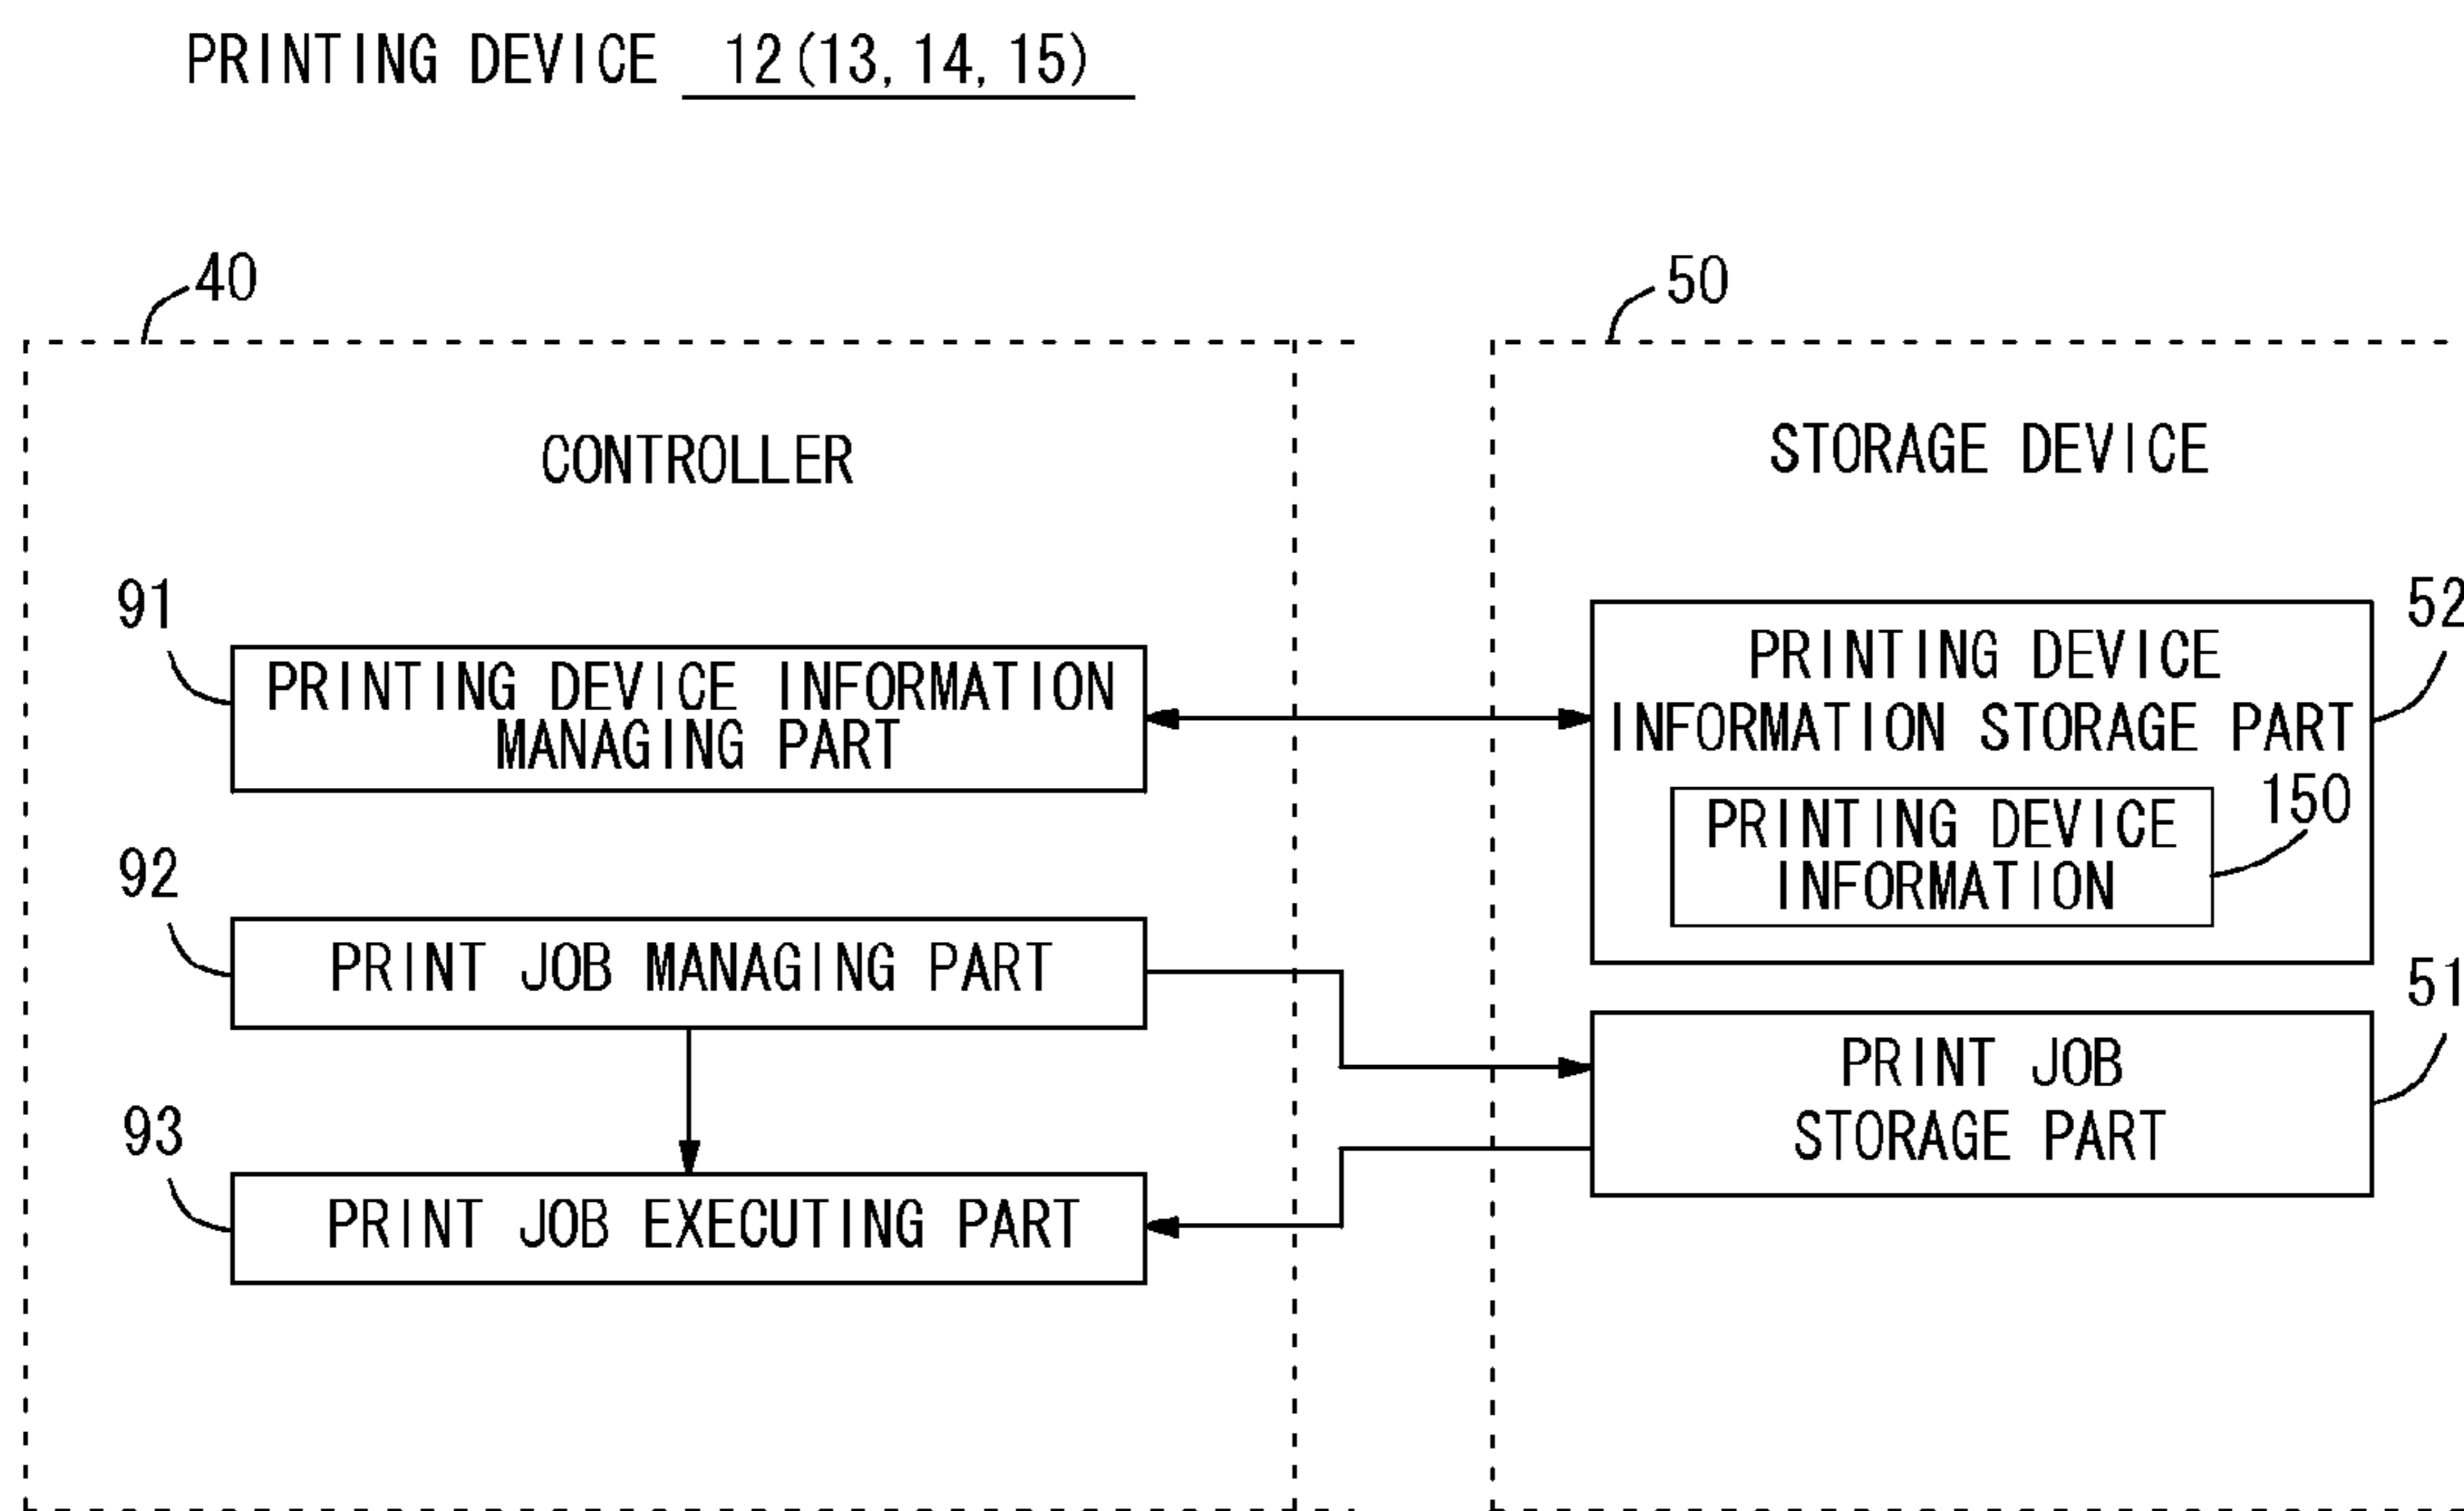 PRINTING DEVICE 12(13,14,15)
40
50
CONTROLLER
STORAGE DEVICE
91
PRINTING DEVICE INFORMATION
MANAGING PART
52
PRINTING DEVICE
INFORMATION STORAGE PART
150
PRINTING DEVICE
INFORMATION
92
PRINT JOB MANAGING PART
51
PRINT JOB
STORAGE PART
93
PRINT JOB EXECUTING PART